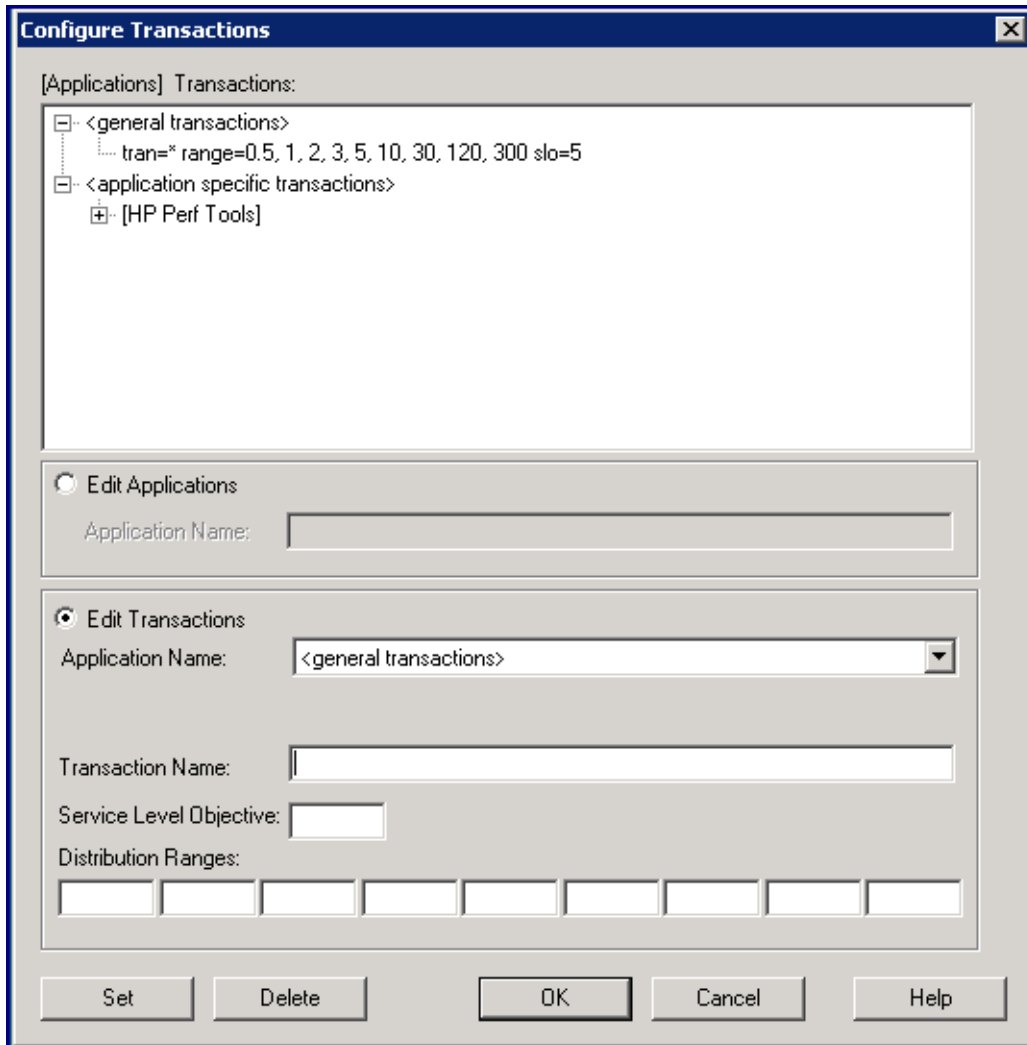 Configure Transactions
[Applications] Transactions:
<general transactions>
tran=* range=0.5, 1, 2, 3, 5, 10, 30, 120, 300 slo=5
<application specific transactions>
[HP Perf Tools]
Edit Applications
Application Name:
Edit Transactions
Application Name:
<general transactions>
Transaction Name:
Service Level Objective:
Distribution Ranges:
Set Delete OK Cancel Help